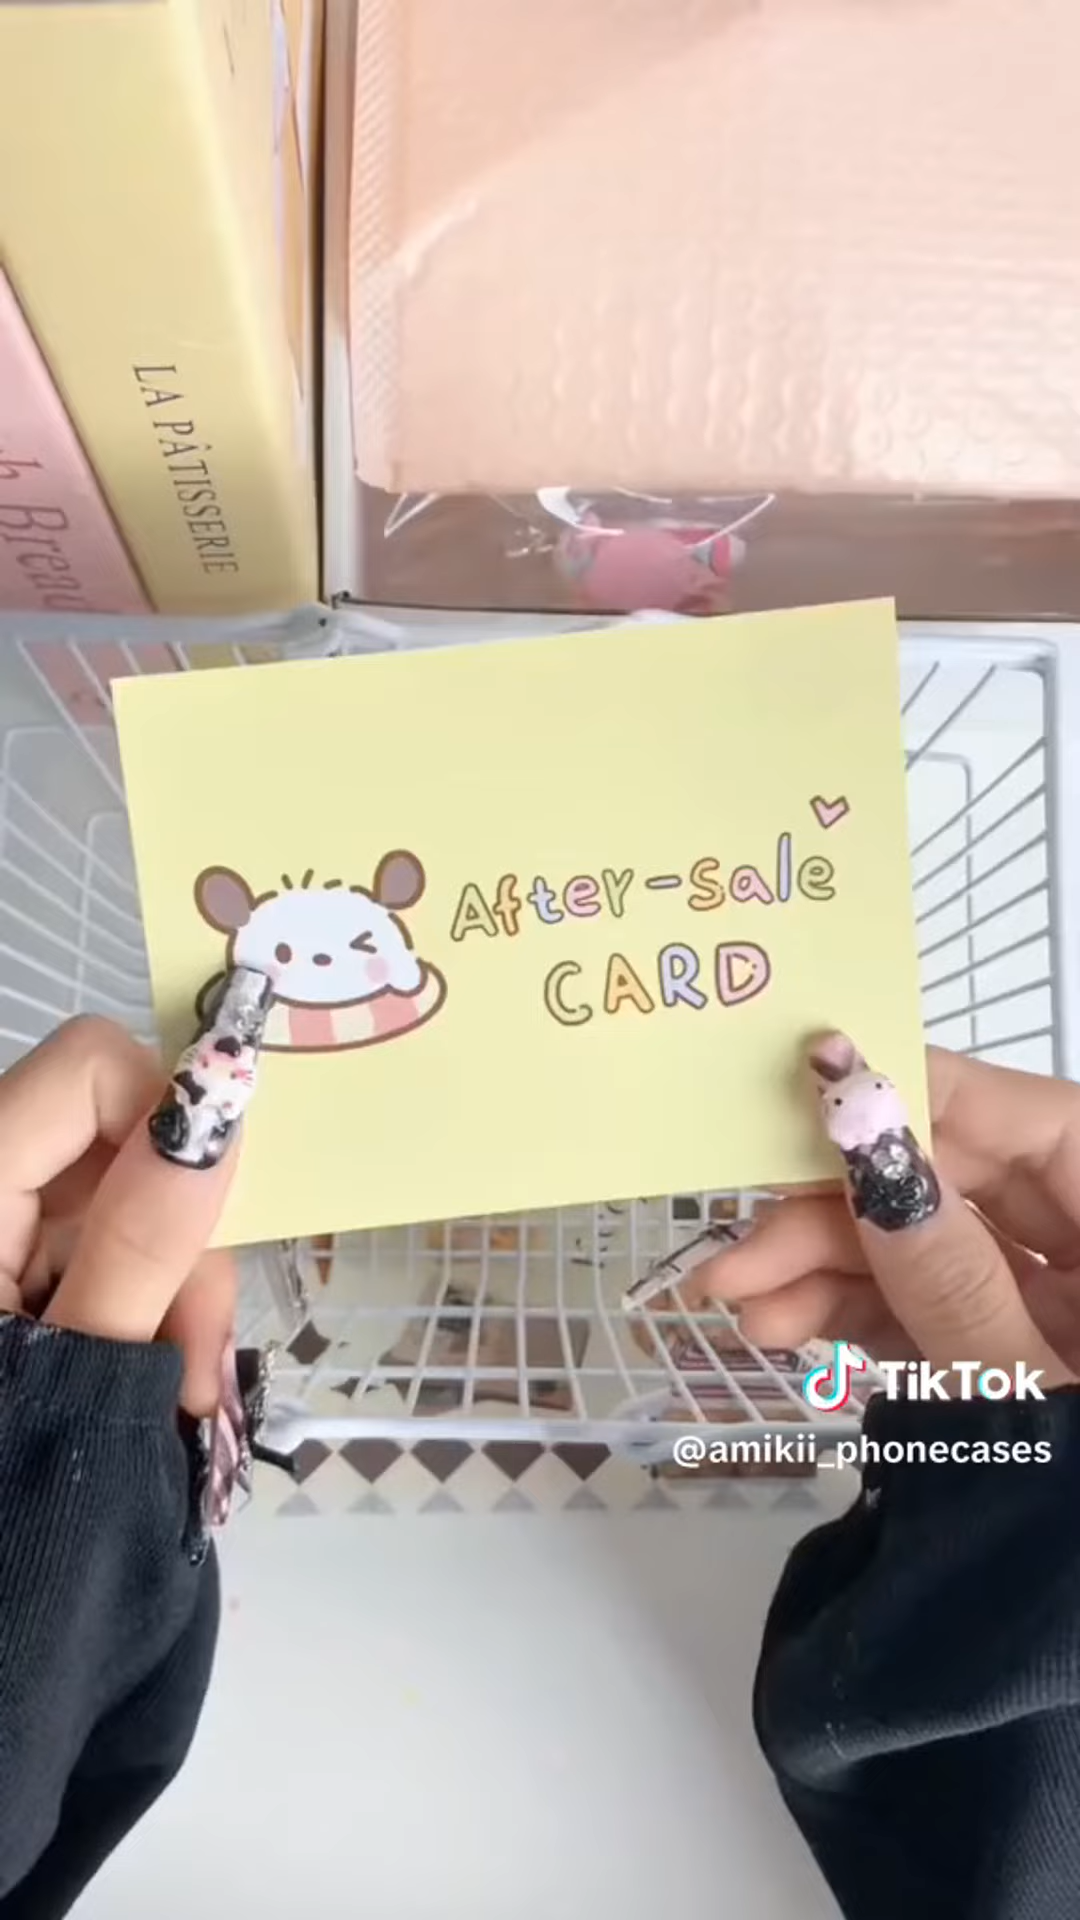 LA PÂTISSERIE
After-sale
CARD
TikTok
@amikii_phonecases